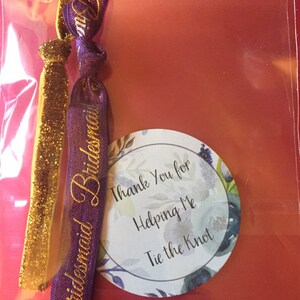 Bridesmaid
Bridesmaid
Thank You for
Helping Me
Tie the Knot